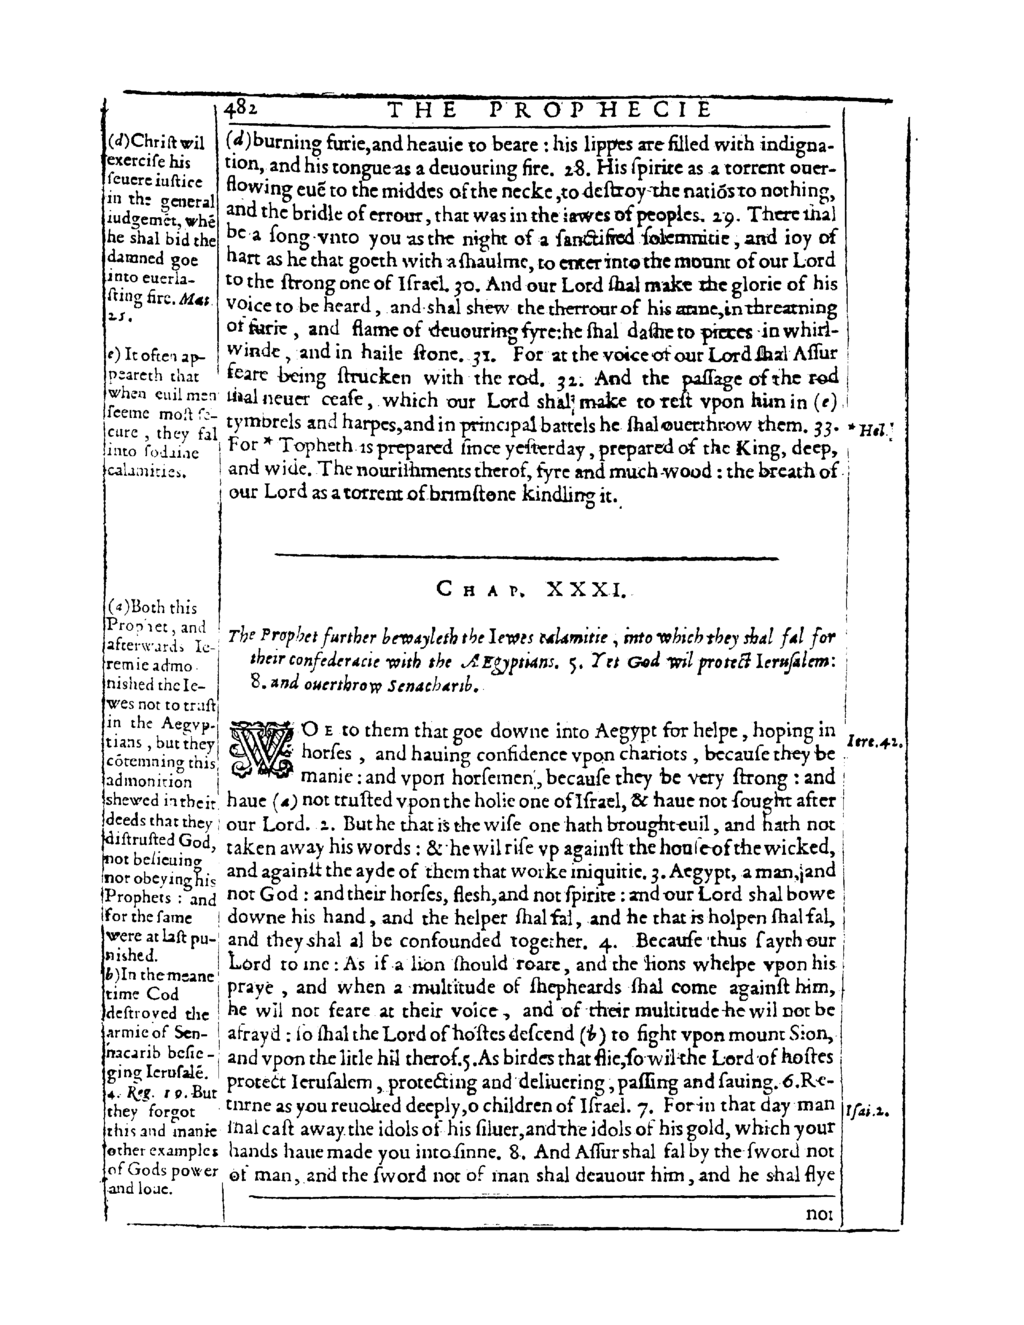 482 THE PROPHECIE
(d)Chriſt wil
exerciſe his
ſeuere iuſtice
in the general
iudgemēt, whē
he shal bid the
damned goe
into euerla-
ſting fire. Mat.
25.
e) It often ap-
peareth that
when euil men
ſeeme moſt ſe-
cure, they fal
into ſodaine
calamities.
(d)burning furie,and heauie to beare : his lippes are filled with indigna-
tion, and his tongue as a deuouring fire. 28. His ſpirite as a torrent ouer-
flowing euē to the middes of the necke,to deſtroy the natiōs to nothing,
and the bridle of errour, that was in the iawes of peoples. 29. There ſhal
be a ſong vnto you as the night of a ſanctified ſolemnitie, and ioy of
hart as he that goeth with a ſhaulme, to enter into the mount of our Lord
to the ſtrong one of Iſrael. 30. And our Lord ſhal make the glorie of his
voice to be heard, and shal shew the therrour of his arme,in threatning
of furie, and flame of deuouring fyre:he ſhal daſhe to pieces in whirl-
winde, and in haile ſtone. 31. For at the voice of our Lord ſhal Aſſur
feare being ſtrucken with the rod. 32. And the paſſage of the rod
ſhal neuer ceaſe, which our Lord shal make to reſt vpon him in (e)
tymbrels and harpes,and in principal battels he ſhal ouerthrow them. 33.
For * Topheth is prepared ſince yeſterday, prepared of the King, deep,
and wide. The nouriſhments therof, fyre and much wood : the breath of
our Lord as a torrent of brimſtone kindling it.
* Hel.
CHAP. XXXI.
The Prophet further bewayleth the Iewes calamitie, into which they shal fal for
their confederacie with the Ægyptians. 5. Yet God wil protect Ieruſalem:
8. and ouerthrow Senacharib.
(a)Both this
Prophet, and
afterwards Ie-
remie admo
nished the Ie-
wes not to truſt
in the Aegyp-
tians, but they
cōtemning this
admonition
shewed in their
deeds that they
diſtruſted God,
not belieuing
nor obeying his
Prophets : and
for the ſame
were at laſt pu-
nished.
b)In the meane
time God
deſtroyed the
armie of Sen-
nacarib beſie-
ging Ieruſalē.
4. Reg. 19. But
they forgot
this and manie
other examples
of Gods power
and loue.
WOE to them that goe downe into Aegypt for helpe, hoping in
horſes, and hauing confidence vpon chariots, becauſe they be
manie : and vpon horſemen, becauſe they be very ſtrong : and
haue (a) not truſted vpon the holie one of Iſrael, & haue not ſought after
our Lord. 2. But he that is the wiſe one hath brought euil, and hath not
taken away his words : & he wil riſe vp againſt the houſe of the wicked,
and againſt the ayde of them that worke iniquitie. 3. Aegypt, a man, and
not God : and their horſes, flesh,and not ſpirite : and our Lord shal bowe
downe his hand, and the helper ſhal fal, and he that is holpen ſhal fal,
and they shal al be confounded together. 4. Becauſe thus ſayth our
Lord to me : As if a lion ſhould roare, and the lions whelpe vpon his
praye, and when a multitude of ſhepheards ſhal come againſt him,
he wil not feare at their voice, and of their multitude he wil not be
afrayd : ſo ſhal the Lord of hoſtes deſcend (b) to fight vpon mount Sion,
and vpon the litle hil therof. 5. As birdes that flie,ſo wil the Lord of hoſtes
protect Ieruſalem, protecting and deliuering, paſſing and ſauing. 6. Re-
turne as you reuolted deeply,o children of Iſrael. 7. For in that day man
ſhal caſt away the idols of his ſiluer,and the idols of his gold, which your
hands haue made you into ſinne. 8. And Aſſur shal fal by the ſword not
of man, and the ſword not of man shal deauour him, and he shal flye
Iere.42.
Iſai.2.
not